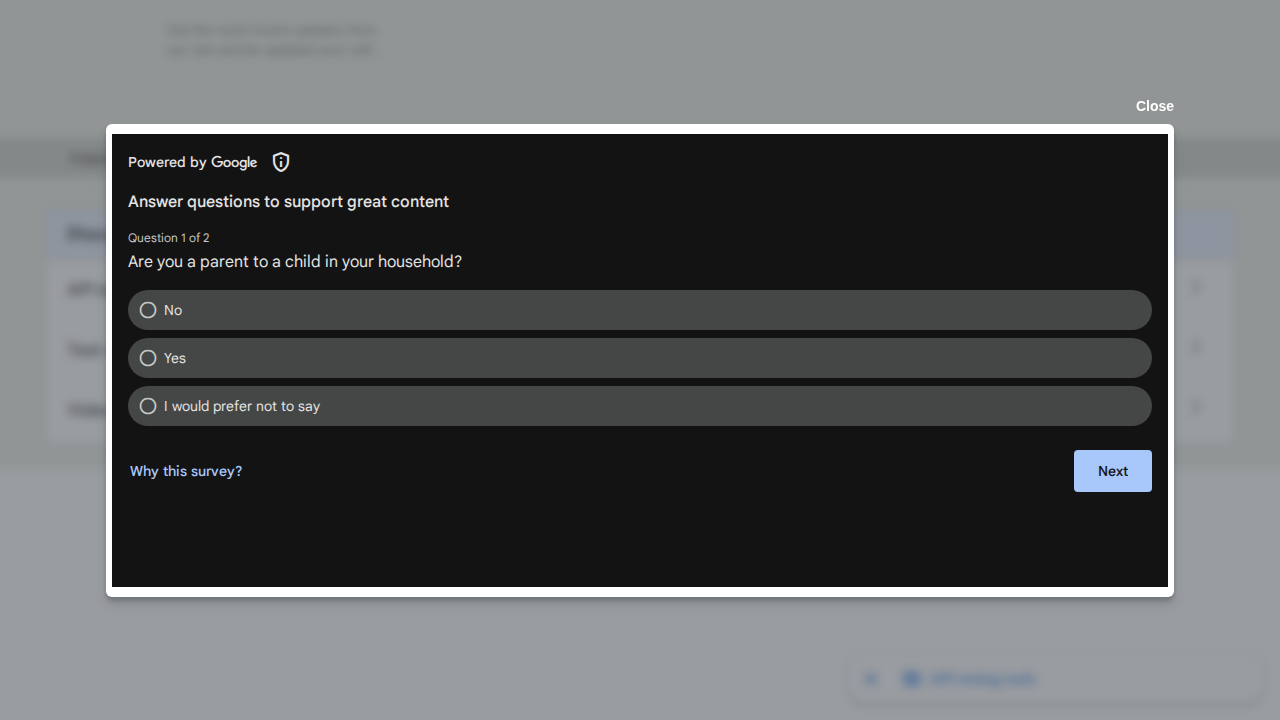 Close
Powered by Google
Answer questions to support great content
Question 1 of 2
Are you a parent to a child in your household?
No
Yes
I would prefer not to say
Why this survey?
Next